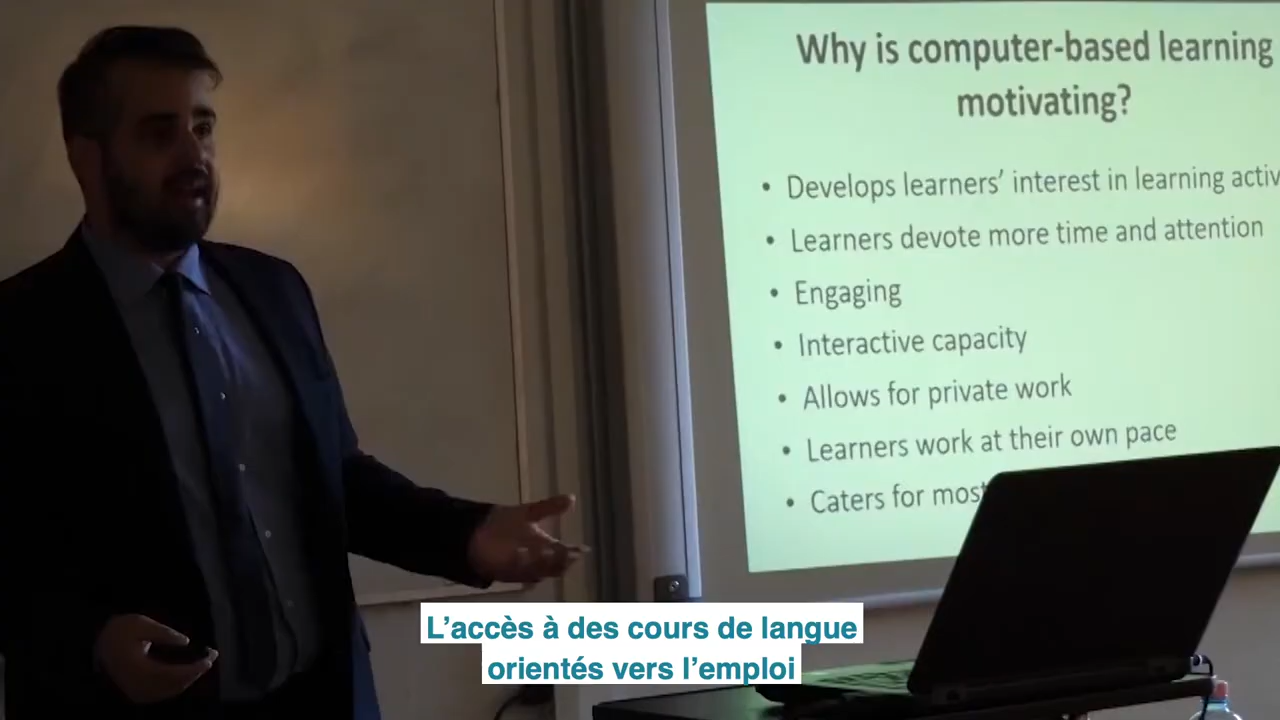 Why is computer-based learning
motivating?
• Develops learners’ interest in learning
• Learners devote more time and attention
• Engaging
• Interactive capacity
• Allows for private work
• Learners work at their own pace
• Caters for most
L’accès à des cours de langue
orientés vers l’emploi